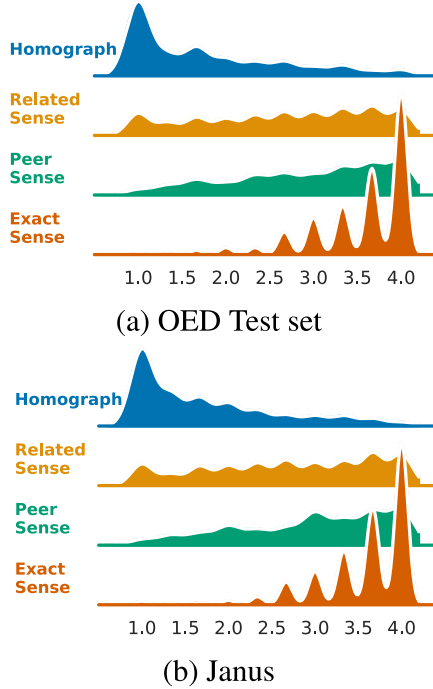 Homograph
Related
Sense
Peer
Sense
Exact
Sense
1.0 1.5 2.0 2.5 3.0 3.5 4.0
(a) OED Test set
Homograph
Related
Sense
Peer
Sense
Exact
Sense
1.0 1.5 2.0 2.5 3.0 3.5 4.0
(b) Janus